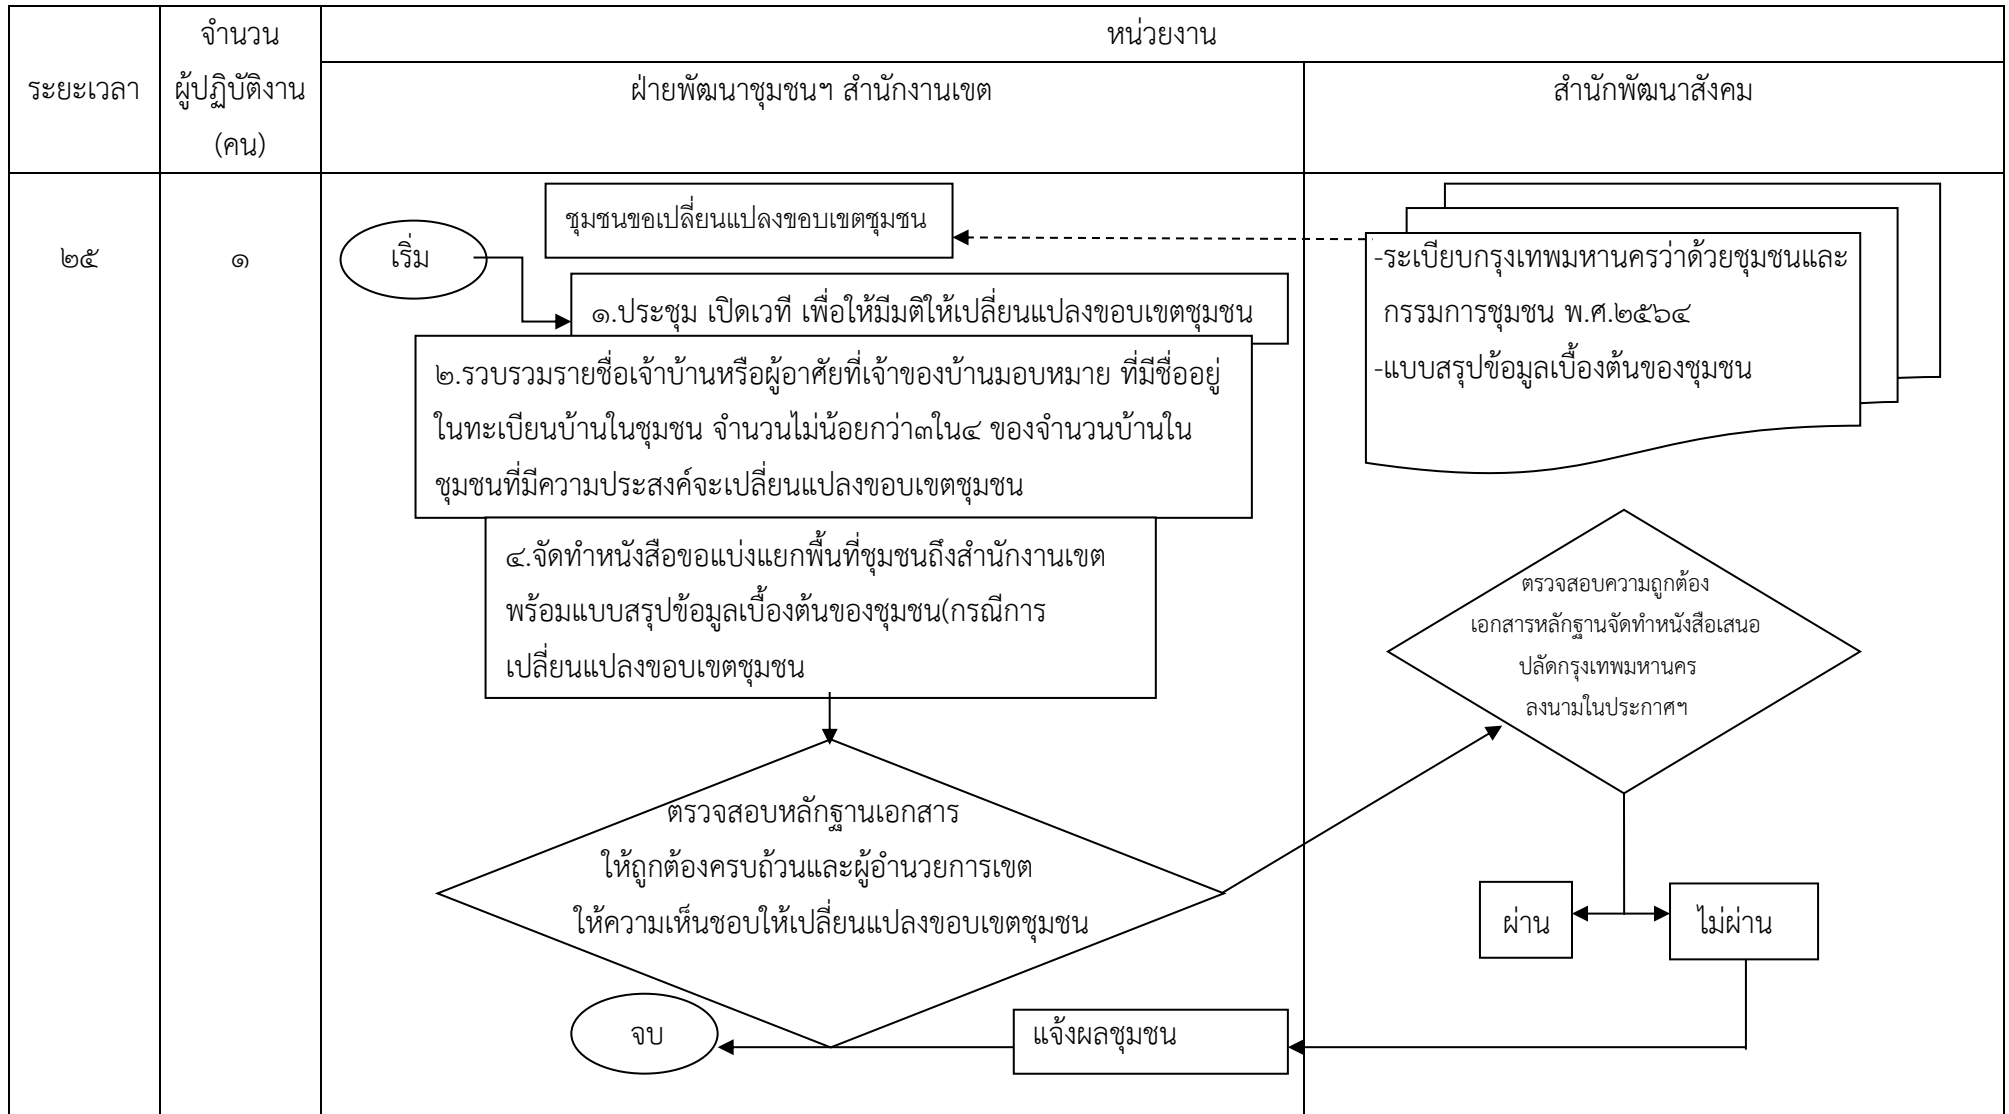 ระยะเวลา
จำนวน
ผู้ปฏิบัติงาน
(คน)
หน่วยงาน
ฝ่ายพัฒนาชุมชนฯ สำนักงานเขต
สำนักพัฒนาสังคม
๒๕
๑
เริ่ม
ชุมชนขอเปลี่ยนแปลงขอบเขตชุมชน
๑.ประชุม เปิดเวที เพื่อให้มีมติให้เปลี่ยนแปลงขอบเขตชุมชน
๒.รวบรวมรายชื่อเจ้าบ้านหรือผู้อาศัยที่เจ้าของบ้านมอบหมาย ที่มีชื่ออยู่
ในทะเบียนบ้านในชุมชน จำนวนไม่น้อยกว่า๓ใน๔ ของจำนวนบ้านใน
ชุมชนที่มีความประสงค์จะเปลี่ยนแปลงขอบเขตชุมชน
๔.จัดทำหนังสือขอแบ่งแยกพื้นที่ชุมชนถึงสำนักงานเขต
พร้อมแบบสรุปข้อมูลเบื้องต้นของชุมชน(กรณีการ
เปลี่ยนแปลงขอบเขตชุมชน
ตรวจสอบหลักฐานเอกสาร
ให้ถูกต้องครบถ้วนและผู้อำนวยการเขต
ให้ความเห็นชอบให้เปลี่ยนแปลงขอบเขตชุมชน
-ระเบียบกรุงเทพมหานครว่าด้วยชุมชนและ
กรรมการชุมชน พ.ศ.๒๕๖๔
-แบบสรุปข้อมูลเบื้องต้นของชุมชน
ตรวจสอบความถูกต้อง
เอกสารหลักฐานจัดทำหนังสือเสนอ
ปลัดกรุงเทพมหานคร
ลงนามในประกาศฯ
ผ่าน
ไม่ผ่าน
แจ้งผลชุมชน
จบ